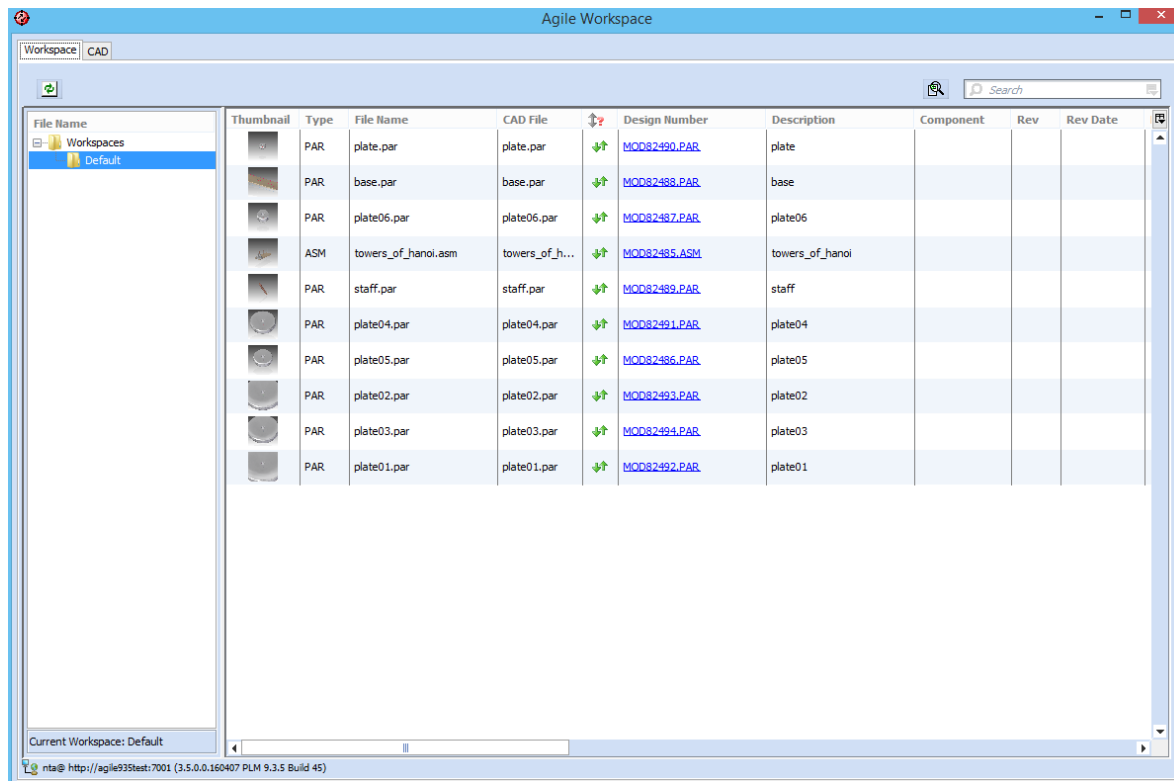 Agile Workspace
Workspace CAD
Search
File Name
Workspaces
Default
Thumbnail Type File Name CAD File ? Design Number Description Component Rev Rev Date
PAR plate.par plate.par MOD82490.PAR plate
PAR base.par base.par MOD82488.PAR base
PAR plate06.par plate06.par MOD82487.PAR plate06
ASM towers_of_hanoi.asm towers_of_h... MOD82485.ASM towers_of_hanoi
PAR staff.par staff.par MOD82489.PAR staff
PAR plate04.par plate04.par MOD82491.PAR plate04
PAR plate05.par plate05.par MOD82486.PAR plate05
PAR plate02.par plate02.par MOD82493.PAR plate02
PAR plate03.par plate03.par MOD82494.PAR plate03
PAR plate01.par plate01.par MOD82492.PAR plate01
Current Workspace: Default
nta@ http://agile935test:7001 (3.5.0.0.160407 PLM 9.3.5 Build 45)